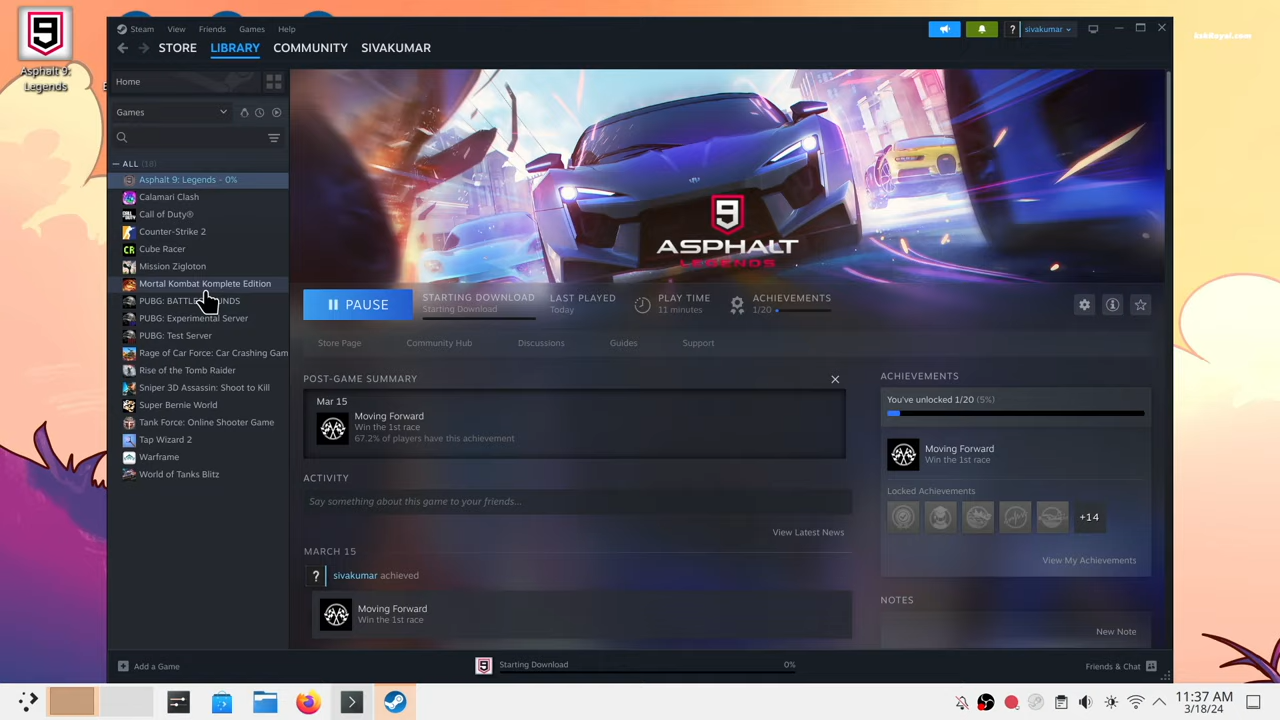 Steam View Friends Games Help
sivakumar
STORE LIBRARY COMMUNITY SIVAKUMAR
Asphalt 9:
Legends
Home
Games
ALL (18)
Asphalt 9: Legends - 0%
Calamari Clash
Call of Duty®
Counter-Strike 2
Cube Racer
Mission Zigloton
Mortal Kombat Komplete Edition
PUBG: Experimental Server
PUBG: Test Server
Rage of Car Force: Car Crashing Gam
Rise of the Tomb Raider
Sniper 3D Assassin: Shoot to Kill
Super Bernie World
Tank Force: Online Shooter Game
Tap Wizard 2
Warframe
World of Tanks Blitz
Add a Game
9
ASPHALT
LEGENDS
PAUSE
STARTING DOWNLOAD
Starting Download
LAST PLAYED
Today
PLAY TIME
11 minutes
ACHIEVEMENTS
1/20
Store Page Community Hub Discussions Guides Support
POST-GAME SUMMARY
Mar 15
Moving Forward
Win the 1st race
67.2% of players have this achievement
ACTIVITY
Say something about this game to your friends...
View Latest News
MARCH 15
sivakumar achieved
Moving Forward
Win the 1st race
ACHIEVEMENTS
You've unlocked 1/20 (5%)
Moving Forward
Win the 1st race
Locked Achievements
+14
View My Achievements
NOTES
New Note
Starting Download 0%
Friends & Chat
11:37 AM
3/18/24